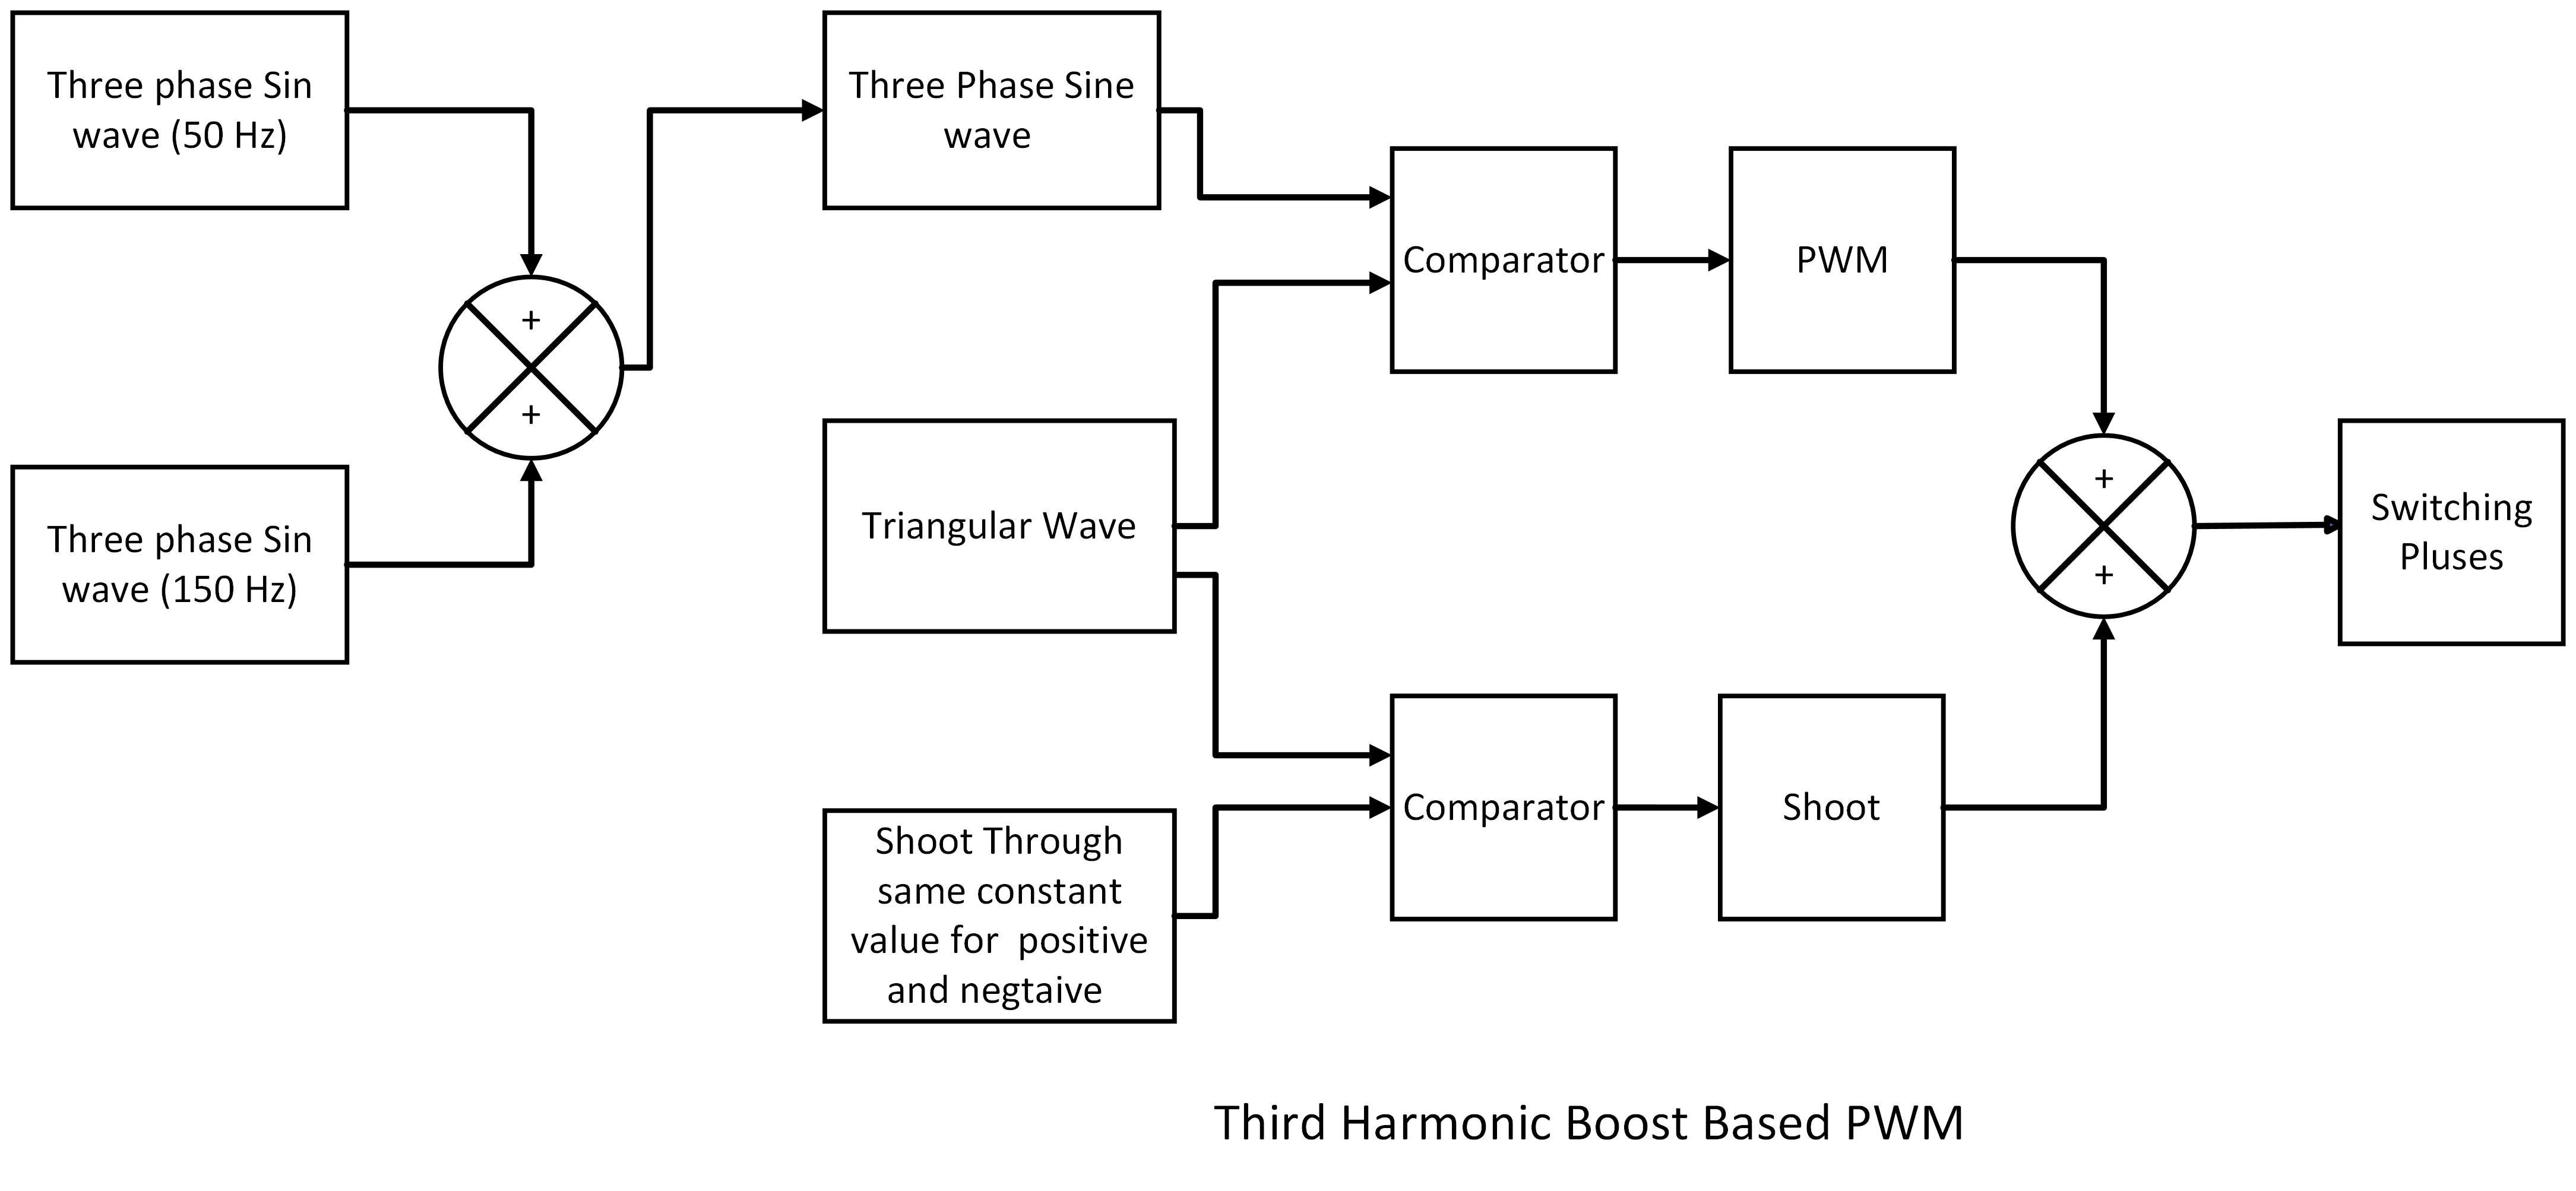 Three phase Sin
wave (50 Hz)
Three Phase Sine
wave
Comparator
PWM
+
+
Three phase Sin
wave (150 Hz)
Triangular Wave
+
+
Switching
Pluses
Comparator
Shoot
Shoot Through
same constant
value for  positive
and negtaive
Third Harmonic Boost Based PWM